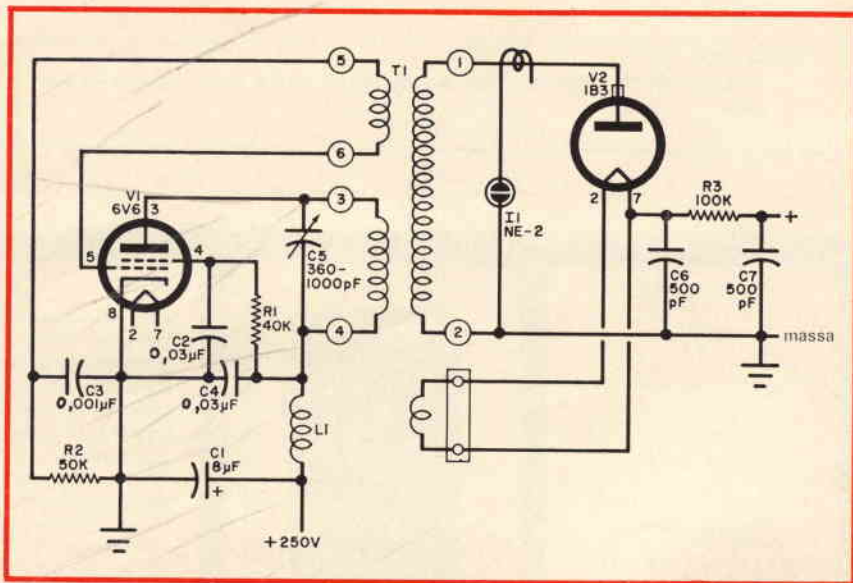 5
T1
1
V2
1B3
6
V1
6V6
3
3
I1
NE-2
2
7
R3
100K
+
5
4
C5
360-
1000pF
C6
500
pF
C7
500
pF
8
2
7
C2
0,03µF
R1
40K
4
2
massa
C3
0,001µF
C4
0,03µF
L1
R2
50K
C1
8µF
+
+250V